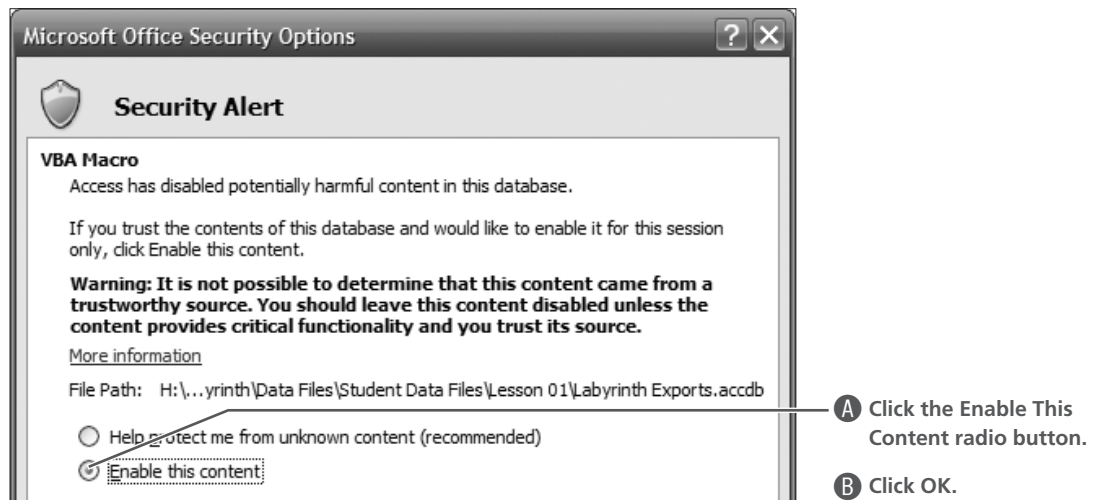 Microsoft Office Security Options
Security Alert
VBA Macro
Access has disabled potentially harmful content in this database.
If you trust the contents of this database and would like to enable it for this session
only, click Enable this content.
Warning: It is not possible to determine that this content came from a
trustworthy source. You should leave this content disabled unless the
content provides critical functionality and you trust its source.
More information
File Path: H:\...yrinth\Data Files\Student Data Files\Lesson 01\Labyrinth Exports.accdb
Help protect me from unknown content (recommended)
Enable this content
A Click the Enable This
Content radio button.
B Click OK.